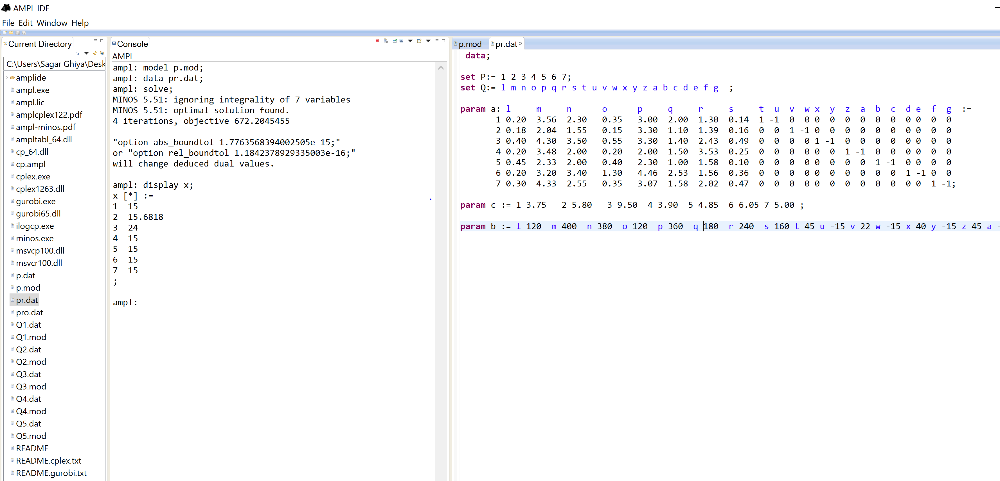 AMPL IDE
File Edit Window Help
Current Directory
C:\Users\Sagar Ghiya\Desk
amplide
ampl.exe
ampl.lic
amplcplex122.pdf
ampl-minos.pdf
ampltabl_64.dll
cp_64.dll
cp.ampl
cplex.exe
cplex1263.dll
gurobi.exe
gurobi65.dll
ilogcp.exe
minos.exe
msvcp100.dll
msvcr100.dll
p.dat
p.mod
pr.dat
pro.dat
Q1.dat
Q1.mod
Q2.dat
Q2.mod
Q3.dat
Q3.mod
Q4.dat
Q4.mod
Q5.dat
Q5.mod
README
README.cplex.txt
README.gurobi.txt
Console
AMPL
ampl: model p.mod;
ampl: data pr.dat;
ampl: solve;
MINOS 5.51: ignoring integrality of 7 variables
MINOS 5.51: optimal solution found.
4 iterations, objective 672.2045455
"option abs_boundtol 1.7763568394002505e-15;"
or "option rel_boundtol 1.1842378929335003e-16;"
will change deduced dual values.
ampl: display x;
x [*] :=
1 15
2 15.6818
3 24
4 15
5 15
6 15
7 15
;
ampl:
p.mod pr.dat
data;
set P:= 1 2 3 4 5 6 7;
set Q:= l m n o p q r s t u v w x y z a b c d e f g ;
param a: l m n o p q r s t u v w x y z a b c d e f g :=
1 0.20 3.56 2.30 0.35 3.00 2.00 1.30 0.14 1 -1 0 0 0 0 0 0 0 0 0 0 0 0
2 0.18 2.04 1.55 0.15 3.30 1.10 1.39 0.16 0 0 1 -1 0 0 0 0 0 0 0 0 0 0
3 0.40 4.30 3.50 0.55 3.30 1.40 2.43 0.49 0 0 0 0 1 -1 0 0 0 0 0 0 0 0
4 0.20 3.48 2.00 0.20 2.00 1.50 3.53 0.25 0 0 0 0 0 0 1 -1 0 0 0 0 0 0
5 0.45 2.33 2.00 0.40 2.30 1.00 1.58 0.10 0 0 0 0 0 0 0 0 1 -1 0 0 0 0
6 0.20 3.20 3.40 1.30 4.46 2.53 1.56 0.36 0 0 0 0 0 0 0 0 0 0 1 -1 0 0
7 0.30 4.33 2.55 0.35 3.07 1.58 2.02 0.47 0 0 0 0 0 0 0 0 0 0 0 0 1 -1;
param c := 1 3.75 2 5.80 3 9.50 4 3.90 5 4.85 6 6.05 7 5.00 ;
param b := l 120 m 400 n 380 o 120 p 360 q 180 r 240 s 160 t 45 u -15 v 22 w -15 x 40 y -15 z 45 a -